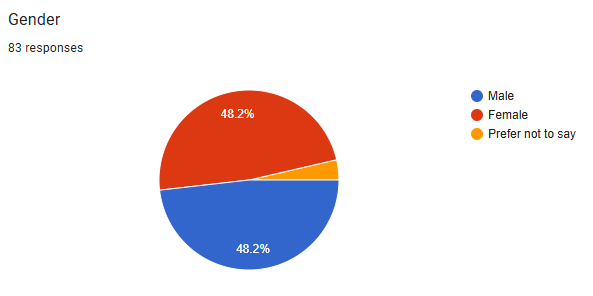 Gender
83 responses
48.2%
48.2%
Male
Female
Prefer not to say